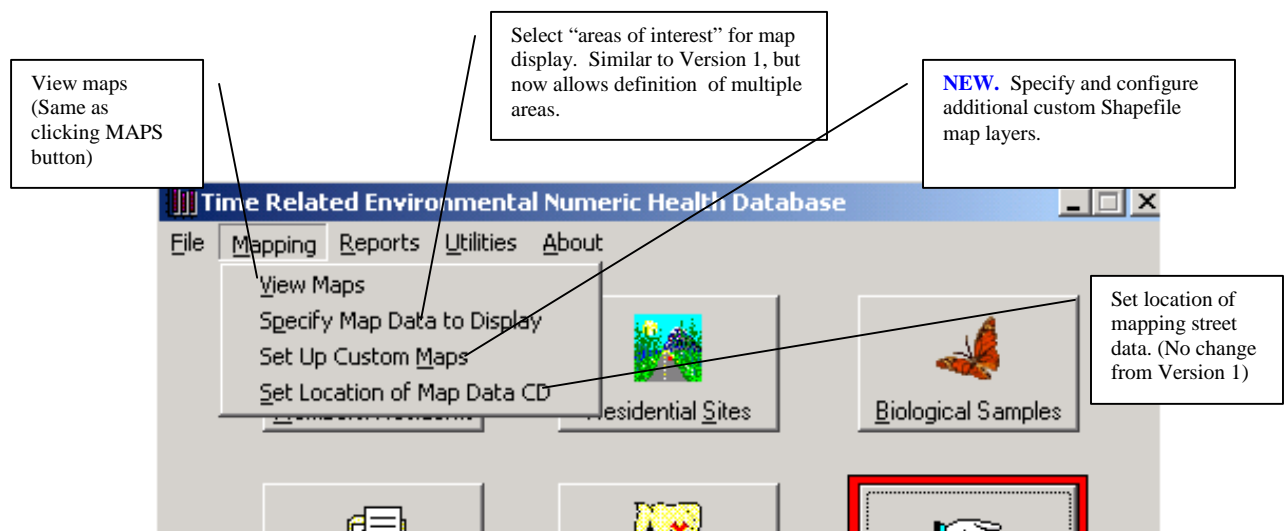 Select “areas of interest” for map
display. Similar to Version 1, but
now allows definition of multiple
areas.
View maps
(Same as
clicking MAPS
button)
NEW. Specify and configure
additional custom Shapefile
map layers.
Time Related Environmental Numeric Health Database
File Mapping Reports Utilities About
View Maps
Specify Map Data to Display
Set Up Custom Maps
Set Location of Map Data CD
Set location of
mapping street
data. (No change
from Version 1)
Residential Sites
Biological Samples